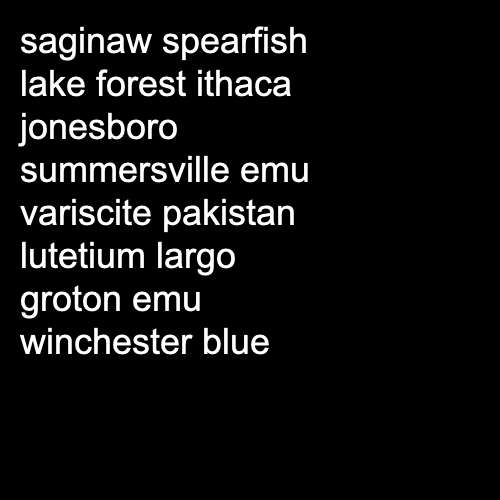 saginaw spearfish
lake forest ithaca
jonesboro
summersville emu
variscite pakistan
lutetium largo
groton emu
winchester blue